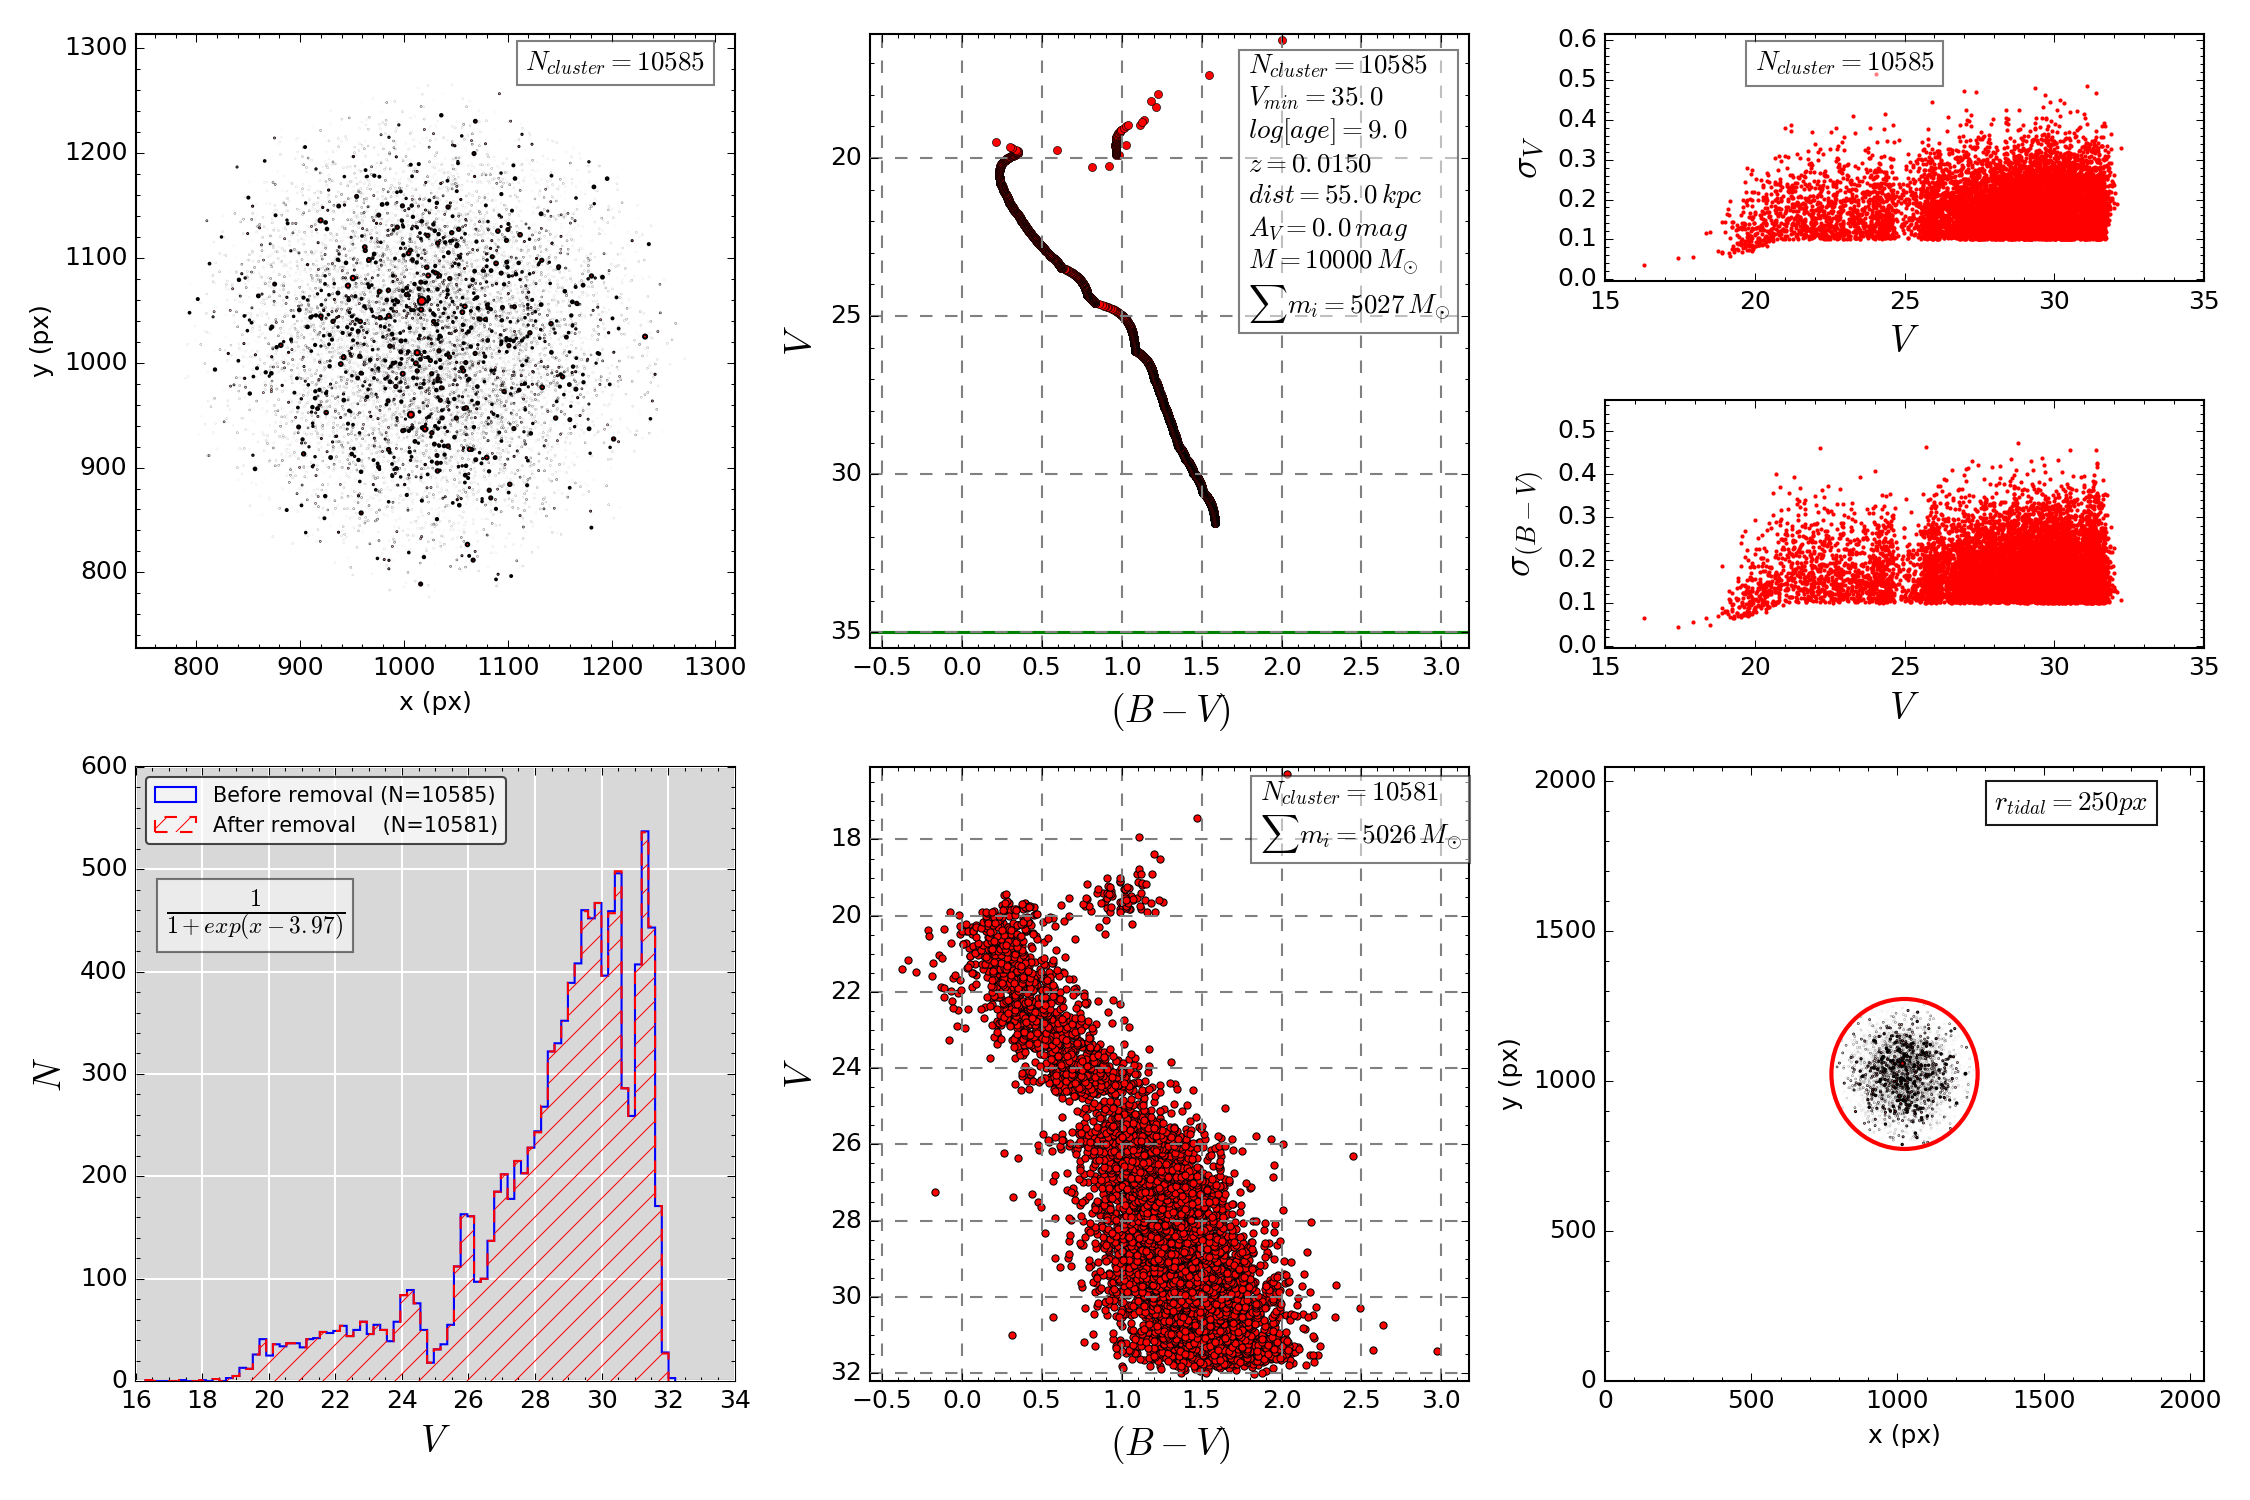 N_cluster = 10585
1300
1200
1100
1000
900
800
y (px)
800 900 1000 1100 1200 1300
x (px)
N_cluster = 10585
V_min = 35.0
log[age] = 9.0
z = 0.0150
dist = 55.0 kpc
A_V = 0.0 mag
M = 10000 M_⊙
∑ m_i = 5027 M_⊙
20
25
30
35
V
−0.5 0.0 0.5 1.0 1.5 2.0 2.5 3.0
(B − V)
N_cluster = 10585
0.6
0.5
0.4
0.3
0.2
0.1
0.0
σ_V
15 20 25 30 35
V
0.5
0.4
0.3
0.2
0.1
0.0
σ_(B − V)
15 20 25 30 35
V
Before removal (N=10585)
After removal (N=10581)
1
1 + exp(x − 3.97)
600
500
400
300
200
100
0
N
16 18 20 22 24 26 28 30 32 34
V
N_cluster = 10581
∑ m_i = 5026 M_⊙
18
20
22
24
26
28
30
32
V
−0.5 0.0 0.5 1.0 1.5 2.0 2.5 3.0
(B − V)
r_tidal = 250px
2000
1500
1000
500
0
y (px)
0 500 1000 1500 2000
x (px)